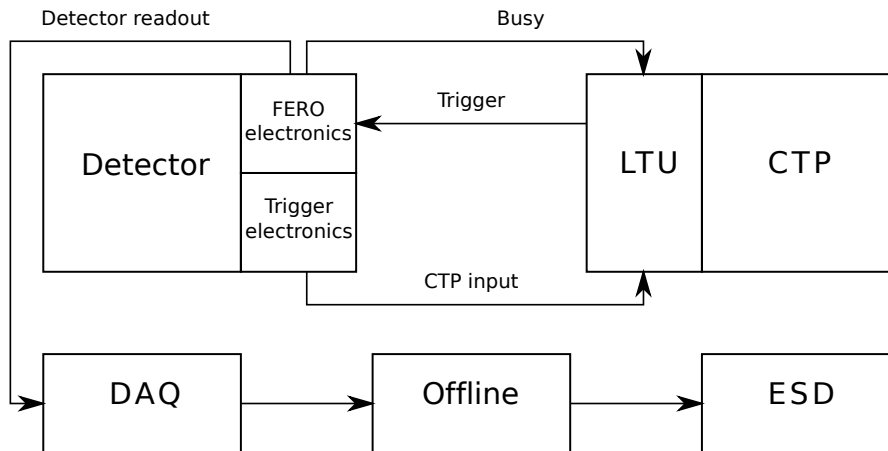 Detector readout
Busy
FERO
electronics
Trigger
Detector
LTU
CTP
Trigger
electronics
CTP input
DAQ
Offline
ESD